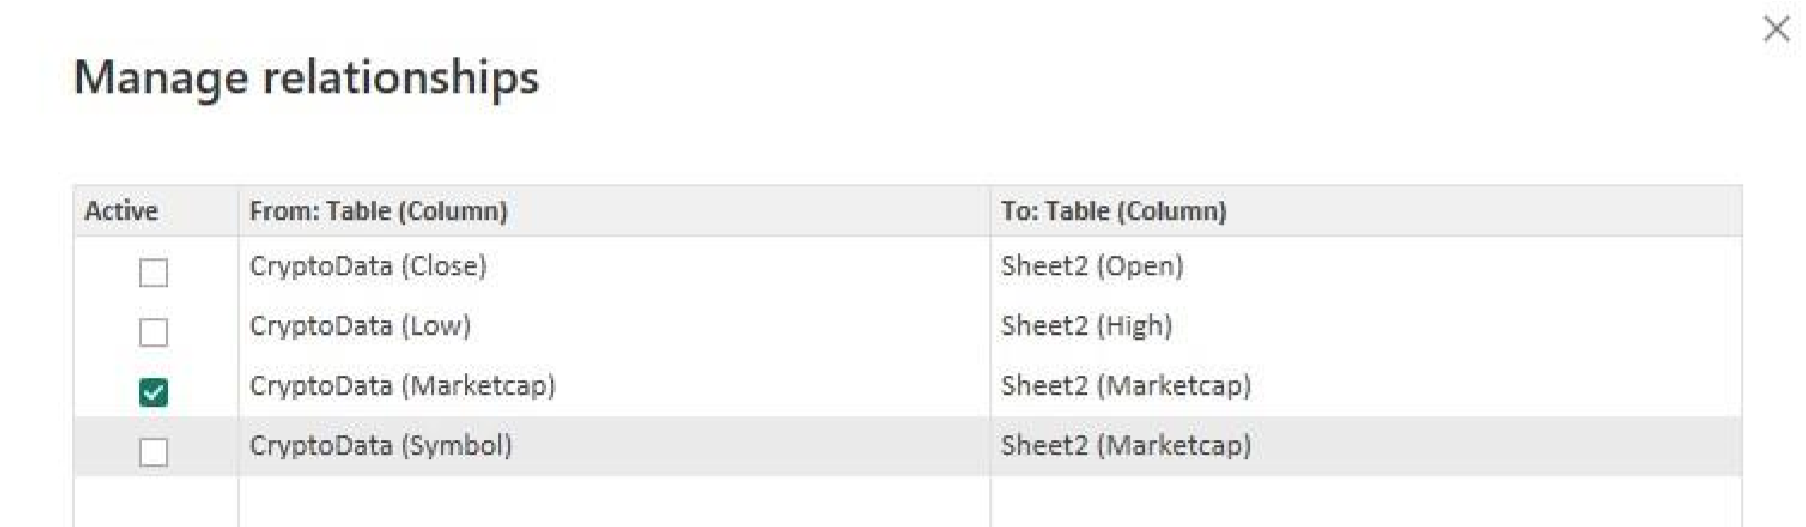 Manage relationships
Active From: Table (Column) To: Table (Column)
CryptoData (Close) Sheet2 (Open)
CryptoData (Low) Sheet2 (High)
CryptoData (Marketcap) Sheet2 (Marketcap)
CryptoData (Symbol) Sheet2 (Marketcap)